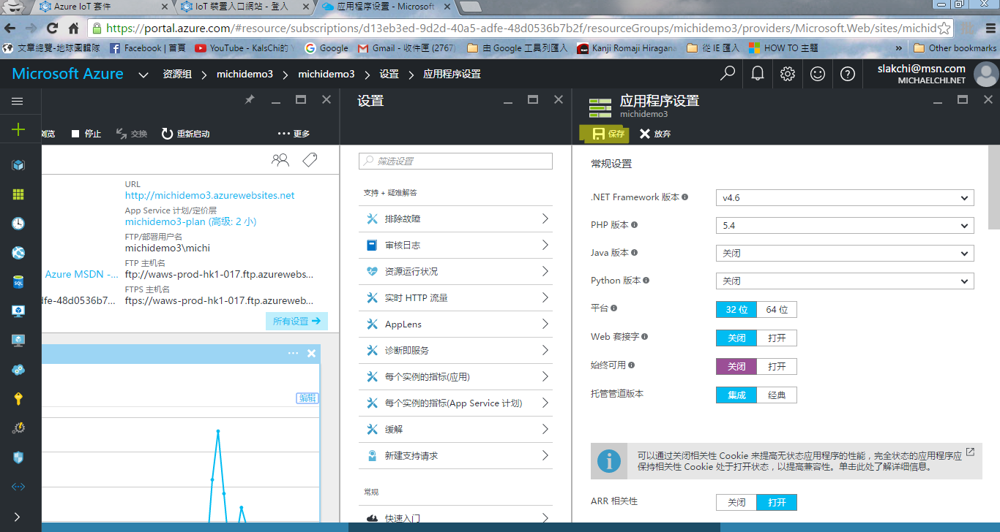 Azure IoT 套件
IoT 裝置入口網站 - 登入
应用程序设置 - Microsoft
https://portal.azure.com/#resource/subscriptions/d13eb3ed-9d2d-40a5-adfe-48d0536b7b2f/resourceGroups/michidemo3/providers/Microsoft.Web/sites/michid
文章總覽-地球圖輯隊
Facebook | 首頁
YouTube - KalsChi的 Y
Google
Gmail - 收件匣 (2767)
由 Google 工具列匯入
Kanji Romaji Hiragana
從 IE 匯入
HOW TO 主題
»
Other bookmarks
Microsoft Azure
资源组
michidemo3
michidemo3
设置
应用程序设置
slakchi@msn.com
MICHAELCHI.NET
浏览
停止
交换
重新启动
更多
URL
http://michidemo3.azurewebsites.net
App Service 计划/定价层
michidemo3-plan (高级: 2 小)
FTP/部署用户名
michidemo3\michi
FTP 主机名
Azure MSDN -...
ftp://waws-prod-hk1-017.ftp.azurewebs...
FTPS 主机名
dfe-48d0536b7...
ftps://waws-prod-hk1-017.ftp.azureweb...
所有设置
编辑
设置
筛选设置
支持 + 疑难解答
排除故障
审核日志
资源运行状况
实时 HTTP 流量
AppLens
诊断即服务
每个实例的指标(应用)
每个实例的指标(App Service 计划)
缓解
新建支持请求
常规
快速入门
应用程序设置
michidemo3
保存
放弃
常规设置
.NET Framework 版本
v4.6
PHP 版本
5.4
Java 版本
关闭
Python 版本
关闭
平台
32 位
64 位
Web 套接字
关闭
打开
始终可用
关闭
打开
托管管道版本
集成
经典
可以通过关闭相关性 Cookie 来提高无状态应用程序的性能，完全状态的应用程序应
保持相关性 Cookie 处于打开状态，以提高兼容性。单击此处了解详细信息。
ARR 相关性
关闭
打开